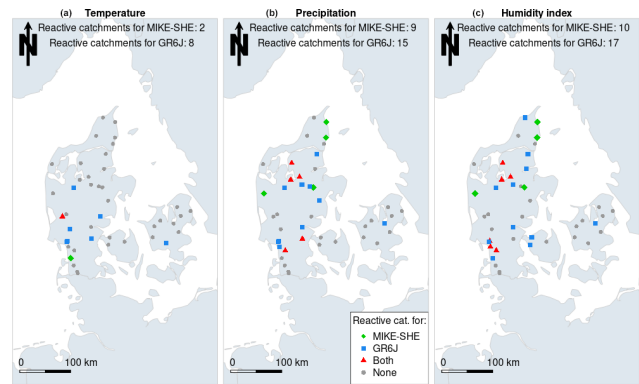 (a) Temperature
Reactive catchments for MIKE-SHE: 2
Reactive catchments for GR6J: 8
N
0 100 km
(b) Precipitation
Reactive catchments for MIKE-SHE: 9
Reactive catchments for GR6J: 15
N
0 100 km
Reactive cat. for:
MIKE-SHE
GR6J
Both
None
(c) Humidity index
Reactive catchments for MIKE-SHE: 10
Reactive catchments for GR6J: 17
N
0 100 km